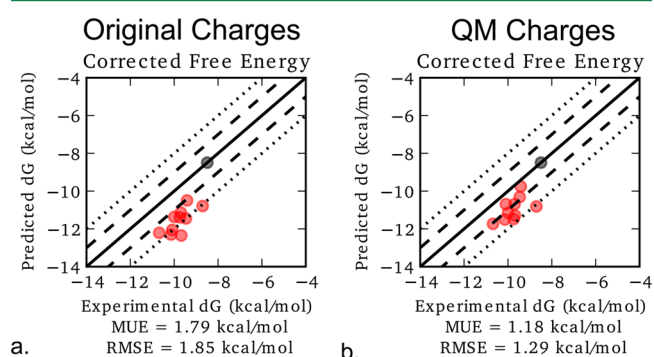 Original Charges
Corrected Free Energy
Predicted dG (kcal/mol)
−4
−6
−8
−10
−12
−14
−14 −12 −10 −8 −6 −4
Experimental dG (kcal/mol)
MUE = 1.79 kcal/mol
RMSE = 1.85 kcal/mol
a.
QM Charges
Corrected Free Energy
Predicted dG (kcal/mol)
−4
−6
−8
−10
−12
−14
−14 −12 −10 −8 −6 −4
Experimental dG (kcal/mol)
MUE = 1.18 kcal/mol
RMSE = 1.29 kcal/mol
b.